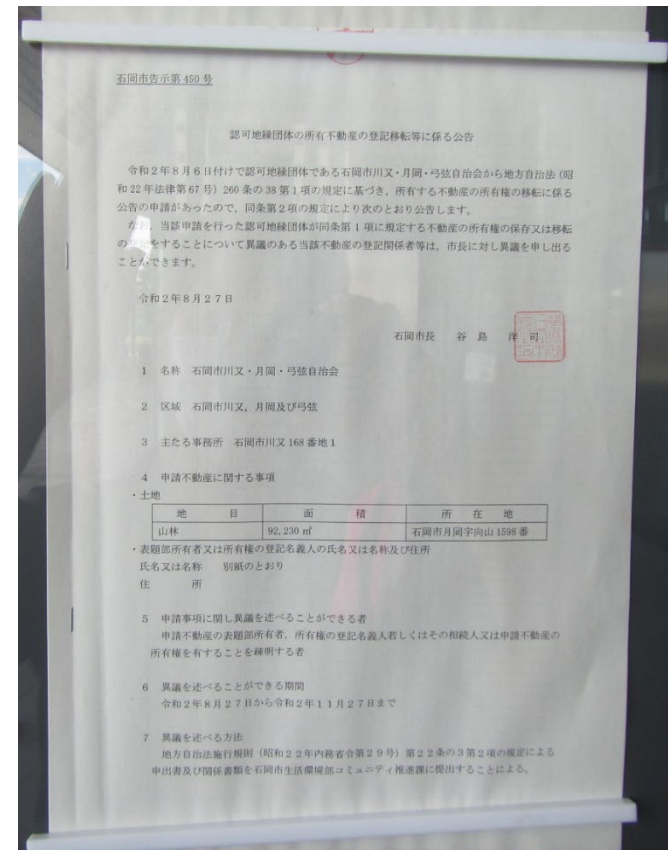 石岡市告示第 450 号
認可地縁団体の所有不動産の登記移転等に係る公告
令和２年８月６日付けで認可地縁団体である石岡市川又・月岡・弓弦自治会から地方自治法（昭
和 22 年法律第 67 号）260 条の 38 第１項の規定に基づき、所有する不動産の所有権の移転に係る
公告の申請があったので、同条第２項の規定により次のとおり公告します。
なお、当該申請を行った認可地縁団体が同条第１項に規定する不動産の所有権の保存又は移転
の登記をすることについて異議のある当該不動産の登記関係者等は、市長に対し異議を申し出る
ことができます。
令和２年８月２７日
石岡市長　谷島　洋司
1　名称　石岡市川又・月岡・弓弦自治会
2　区域　石岡市川又，月岡及び弓弦
3　主たる事務所　石岡市川又 168 番地 1
4　申請不動産に関する事項
・土地
地　目　面　積　所　在　地
山林　92,230 ㎡　石岡市月岡字向山 1598 番
・表題部所有者又は所有権の登記名義人の氏名又は名称及び住所
氏名又は名称　別紙のとおり
住　所
5　申請事項に関し異議を述べることができる者
申請不動産の表題部所有者，所有権の登記名義人若しくはその相続人又は申請不動産の
所有権を有することを疎明する者
6　異議を述べることができる期間
令和２年８月２７日から令和２年１１月２７日まで
7　異議を述べる方法
地方自治法施行規則（昭和２２年内務省令第２９号）第２２条の３第２項の規定による
申出書及び関係書類を石岡市生活環境部コミュニティ推進課に提出することによる。